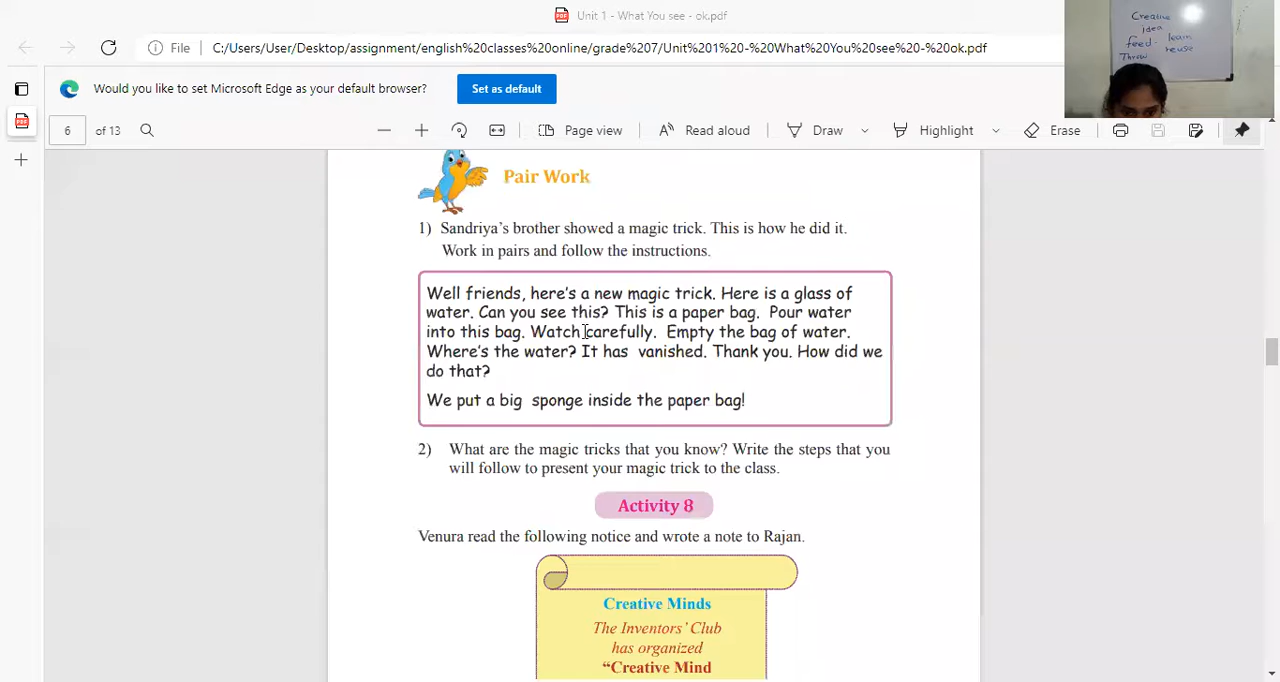 Unit 1 - What You see - ok.pdf
File
C:/Users/User/Desktop/assignment/english%20classes%20online/grade%207/Unit%201%20-%20What%20You%20see%20-%20ok.pdf
Creative
idea
feed - learn
Throw reuse
Would you like to set Microsoft Edge as your default browser?
Set as default
6 of 13
Page view
Read aloud
Draw
Highlight
Erase
Pair Work
1) Sandriya's brother showed a magic trick. This is how he did it.
Work in pairs and follow the instructions.
Well friends, here's a new magic trick. Here is a glass of
water. Can you see this? This is a paper bag. Pour water
into this bag. Watch carefully. Empty the bag of water.
Where's the water? It has vanished. Thank you. How did we
do that?
We put a big sponge inside the paper bag!
2) What are the magic tricks that you know? Write the steps that you
will follow to present your magic trick to the class.
Activity 8
Venura read the following notice and wrote a note to Rajan.
Creative Minds
The Inventors' Club
has organized
“Creative Mind